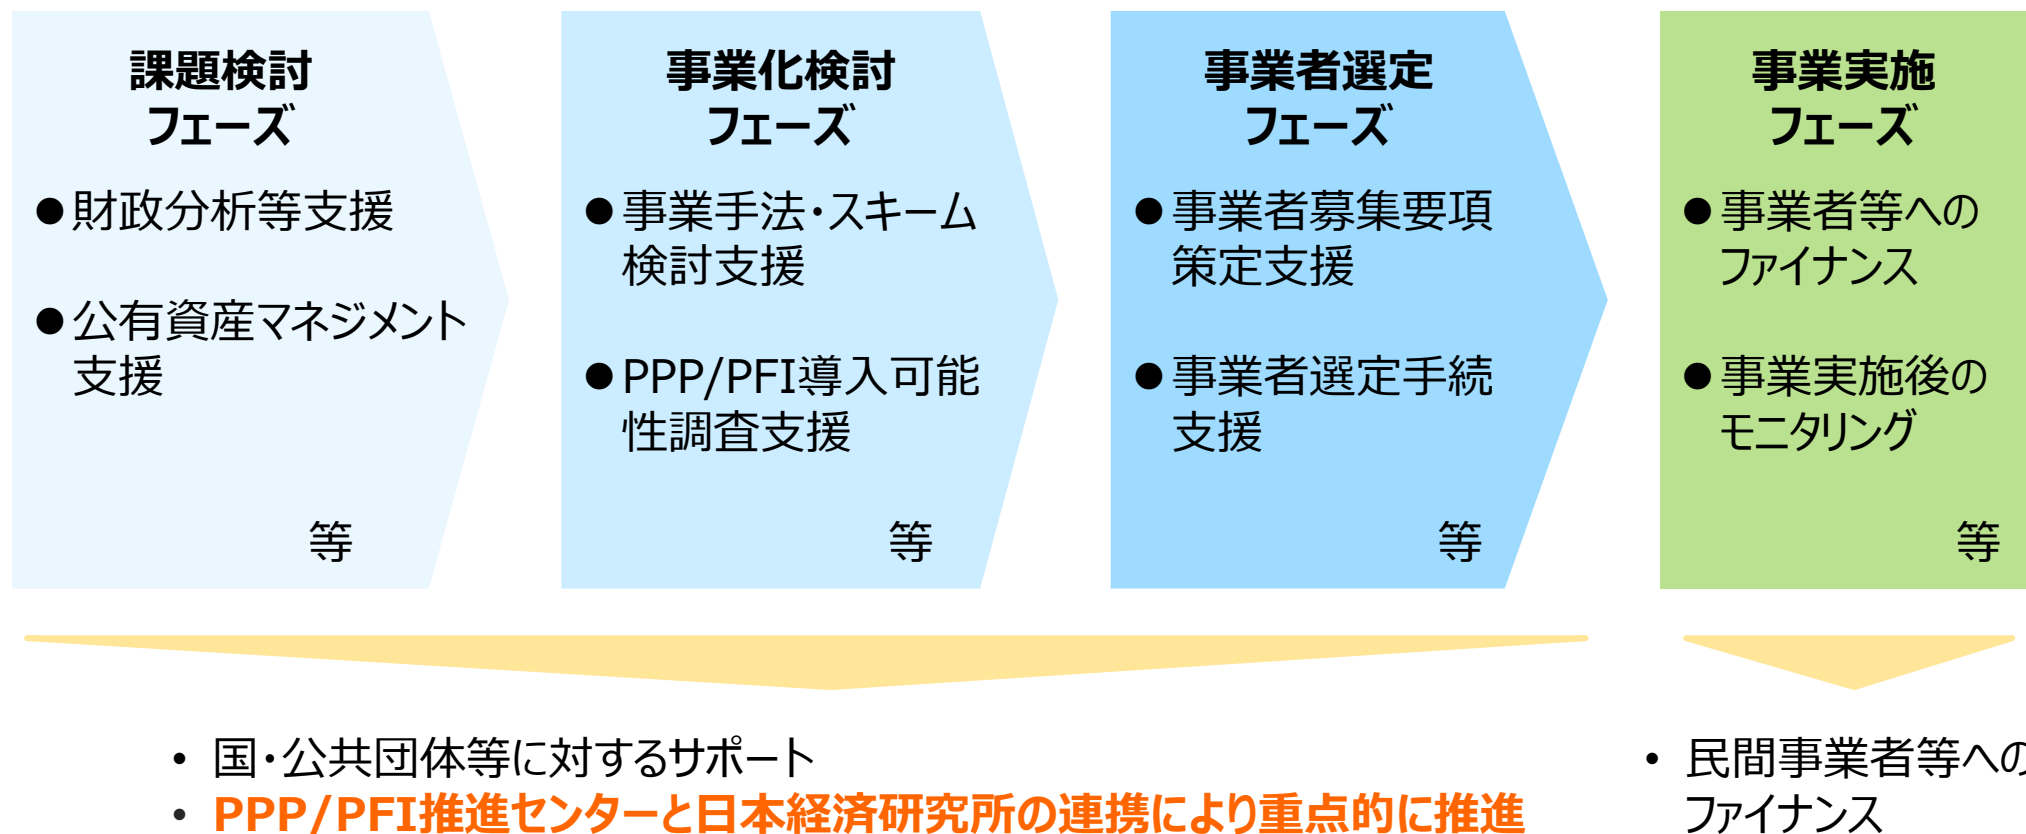 課題検討
フェーズ
●財政分析等支援
●公有資産マネジメント
支援
等
事業化検討
フェーズ
●事業手法・スキーム
検討支援
●PPP/PFI導入可能
性調査支援
等
事業者選定
フェーズ
●事業者募集要項
策定支援
●事業者選定手続
支援
等
事業実施
フェーズ
●事業者等への
ファイナンス
●事業実施後の
モニタリング
等
• 国・公共団体等に対するサポート
• PPP/PFI推進センターと日本経済研究所の連携により重点的に推進
• 民間事業者等への
ファイナンス